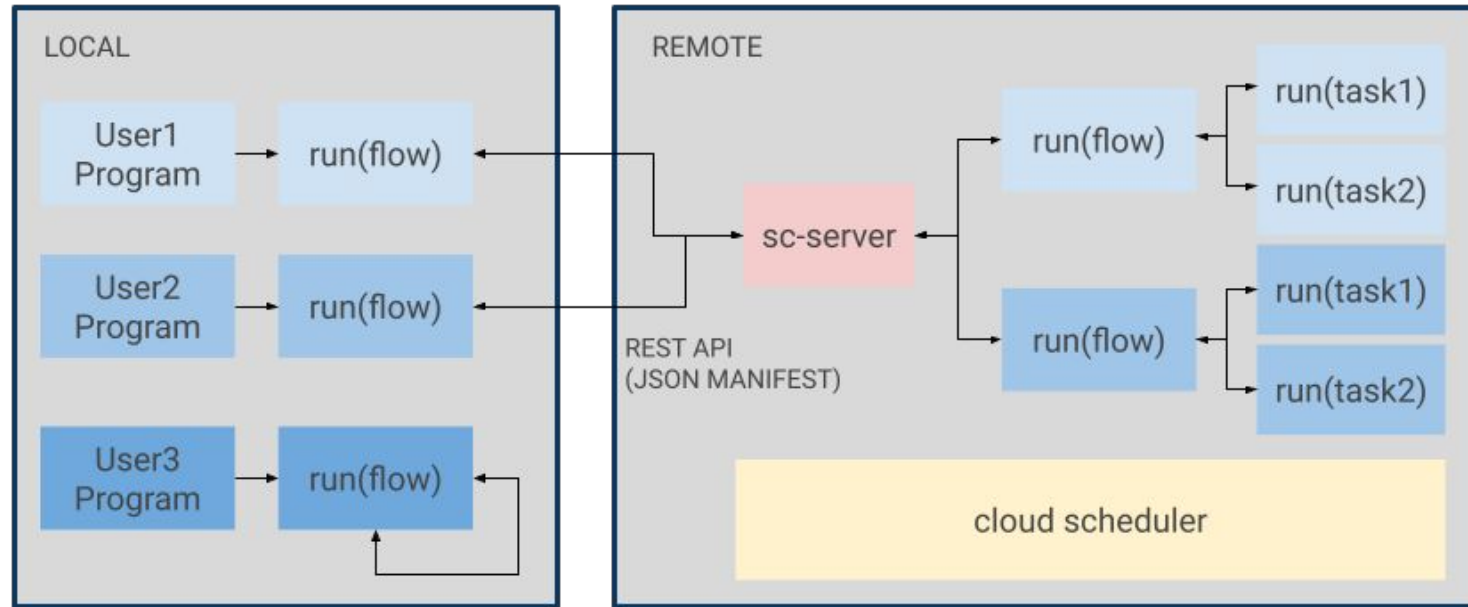 LOCAL
User1
Program
run(flow)
User2
Program
run(flow)
User3
Program
run(flow)
REMOTE
sc-server
REST API
(JSON MANIFEST)
run(flow)
run(task1)
run(task2)
run(flow)
run(task1)
run(task2)
cloud scheduler